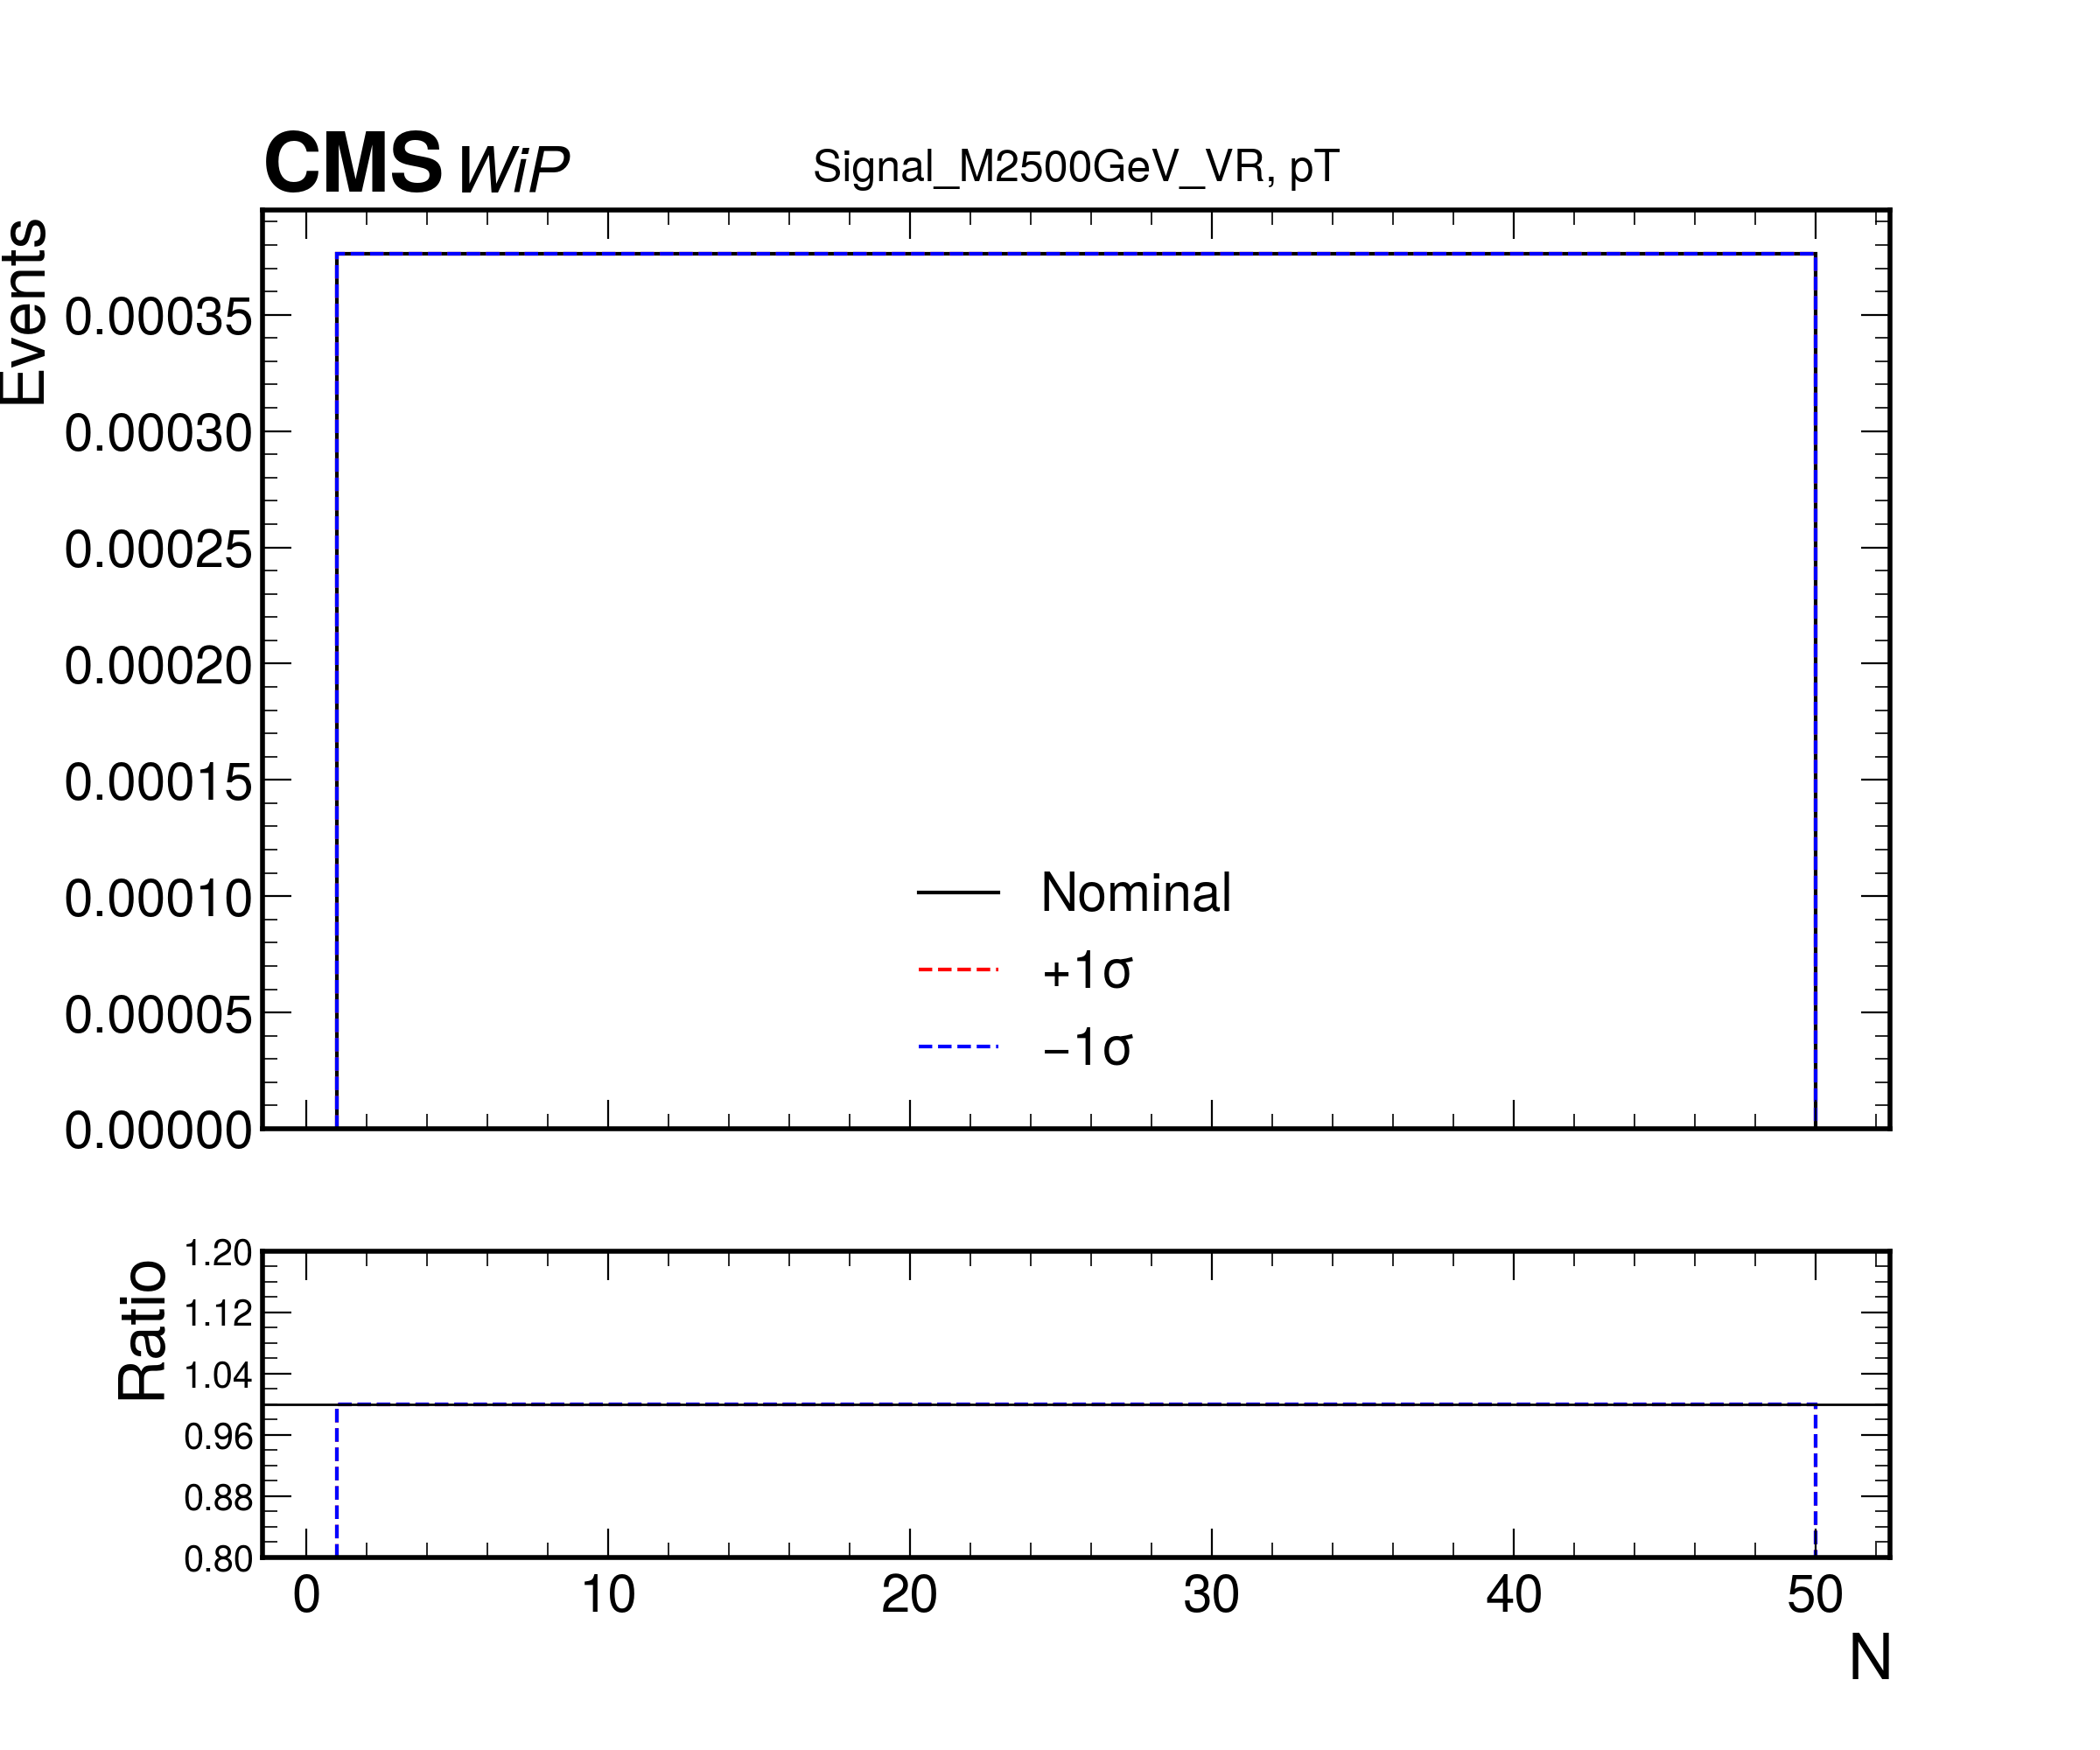 CMS WiP Signal_M2500GeV_VR, pT
Events
0.00035
0.00030
0.00025
0.00020
0.00015
0.00010
0.00005
0.00000
Nominal
+1σ
−1σ
Ratio
1.20
1.12
1.04
0.96
0.88
0.80
0 10 20 30 40 50
N